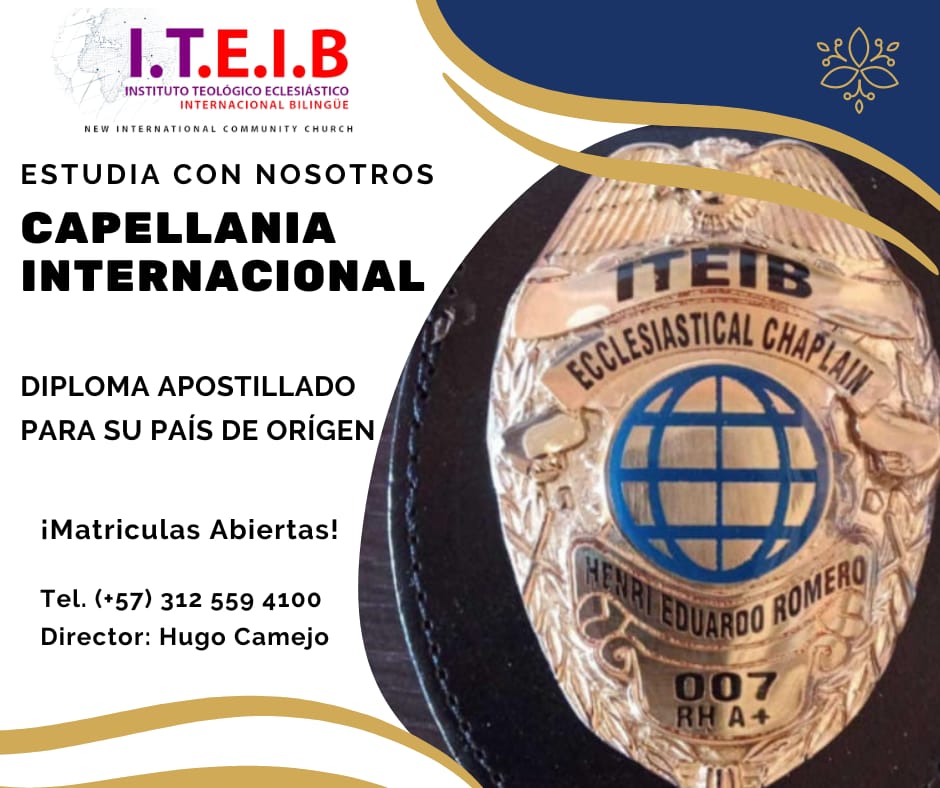 I.T.E.I.B
INSTITUTO TEOLÓGICO ECLESIÁSTICO
INTERNACIONAL BILINGÜE
NEW INTERNATIONAL COMMUNITY CHURCH
ESTUDIA CON NOSOTROS
CAPELLANIA
INTERNACIONAL
DIPLOMA APOSTILLADO
PARA SU PAÍS DE ORÍGEN
¡Matriculas Abiertas!
Tel. (+57) 312 559 4100
Director: Hugo Camejo
ITEIB
ECCLESIASTICAL CHAPLAIN
HENRI EDUARDO ROMERO
007
RH A+